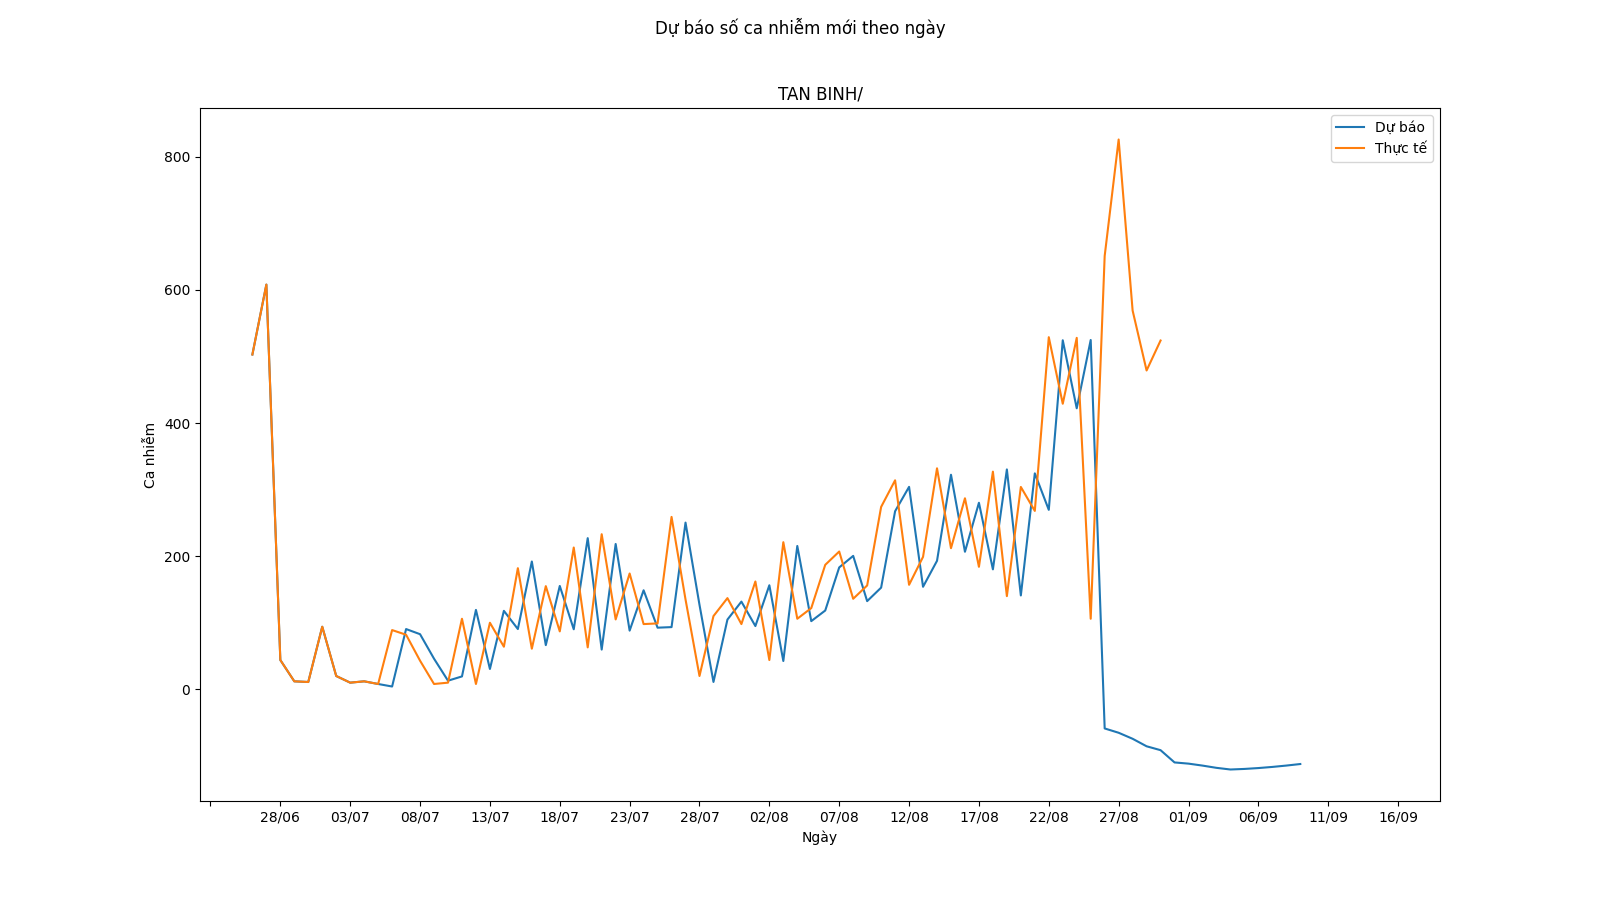 Dự báo số ca nhiễm mới theo ngày
TAN BINH/
Dự báo
Thực tế
800
600
400
200
0
Ca nhiễm
28/06 03/07 08/07 13/07 18/07 23/07 28/07 02/08 07/08 12/08 17/08 22/08 27/08 01/09 06/09 11/09 16/09
Ngày